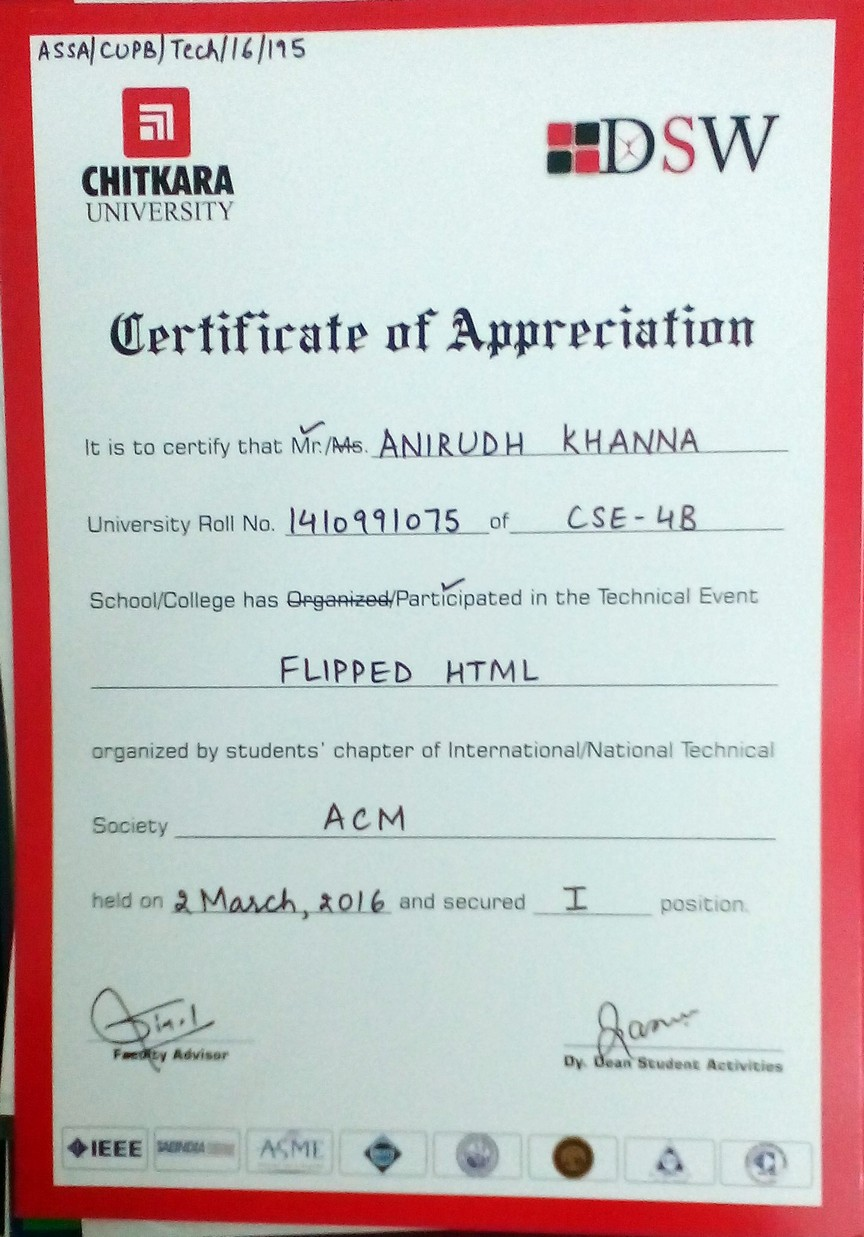 ASSA/CUPB/Tech/16/195
CHITKARA
UNIVERSITY
DSW
Certificate of Appreciation
It is to certify that Mr./Ms. ANIRUDH KHANNA
University Roll No. 1410991075 of CSE-4B
School/College has Organized/Participated in the Technical Event
FLIPPED HTML
organized by students' chapter of International/National Technical
Society ACM
held on 2 March, 2016 and secured I position.
Faculty Advisor
Dy. Dean Student Activities
IEEE SAEINDIA ASME